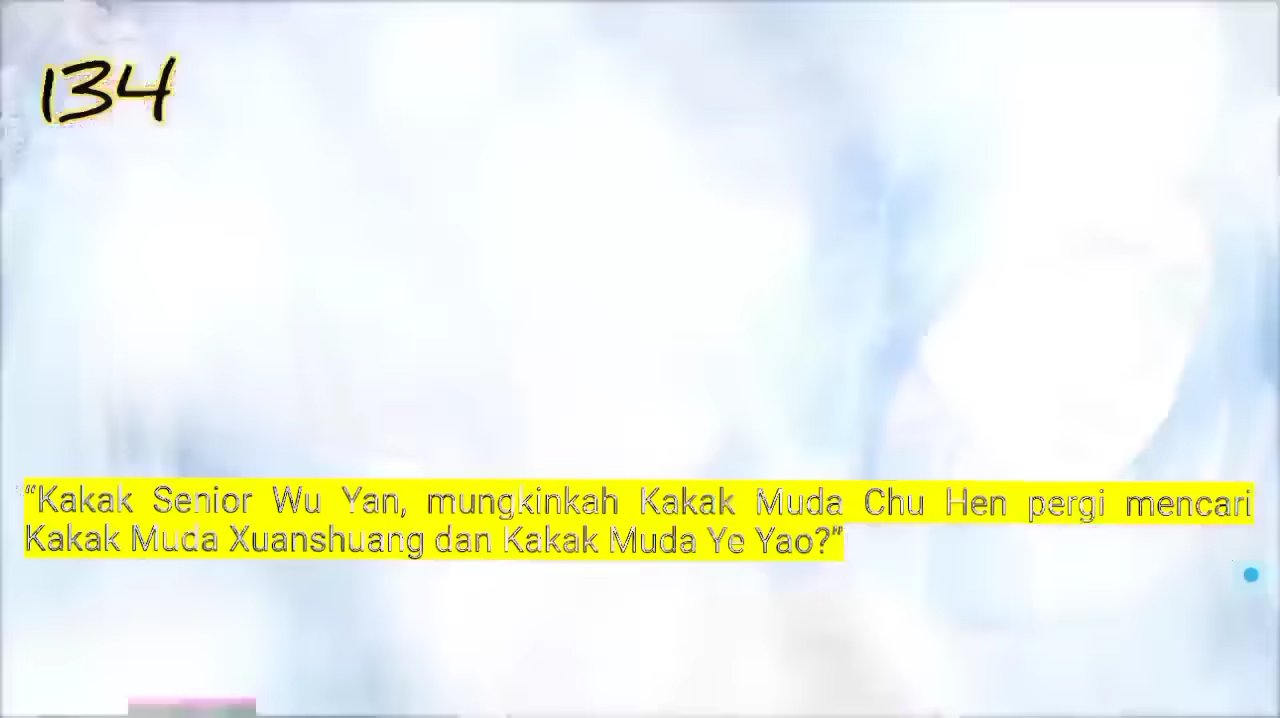 134
“Kakak Senior Wu Yan, mungkinkah Kakak Muda Chu Hen pergi mencari
Kakak Muda Xuanshuang dan Kakak Muda Ye Yao?”